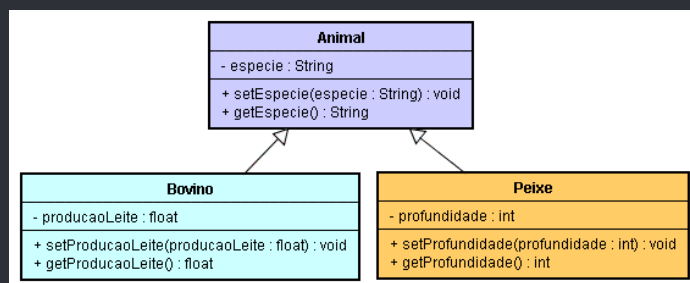 Animal
- especie : String
+ setEspecie(especie : String) : void
+ getEspecie() : String
Bovino
- producaoLeite : float
+ setProducaoLeite(producaoLeite : float) : void
+ getProducaoLeite() : float
Peixe
- profundidade : int
+ setProfundidade(profundidade : int) : void
+ getProfundidade() : int